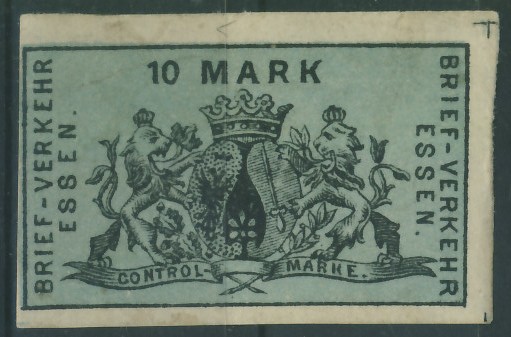 10 MARK
BRIEF-VERKEHR
ESSEN.
BRIEF-VERKEHR
ESSEN.
CONTROL-MARKE.